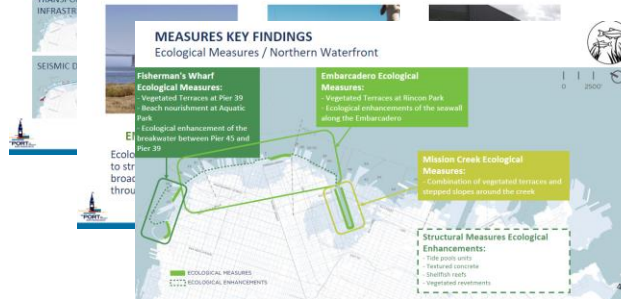 INFRASTR
SEISMIC D
PORT
EN
Ecolo
to str
broad
throu
PORT
MEASURES KEY FINDINGS
Ecological Measures / Northern Waterfront
Fisherman's Wharf
Ecological Measures:
- Vegetated Terraces at Pier 39
- Beach nourishment at Aquatic
Park
- Ecological enhancement of the
breakwater between Pier 45 and
Pier 39
Embarcadero Ecological
Measures:
- Vegetated Terraces at Rincon Park
- Ecological enhancements of the seawall
along the Embarcadero
0 2500'
Mission Creek Ecological
Measures:
- Combination of vegetated terraces and
stepped slopes around the creek
Structural Measures Ecological
Enhancements:
- Tide pools units
- Textured concrete
- Shellfish reefs
- Vegetated revetments
ECOLOGICAL MEASURES
ECOLOGICAL ENHANCEMENTS
4